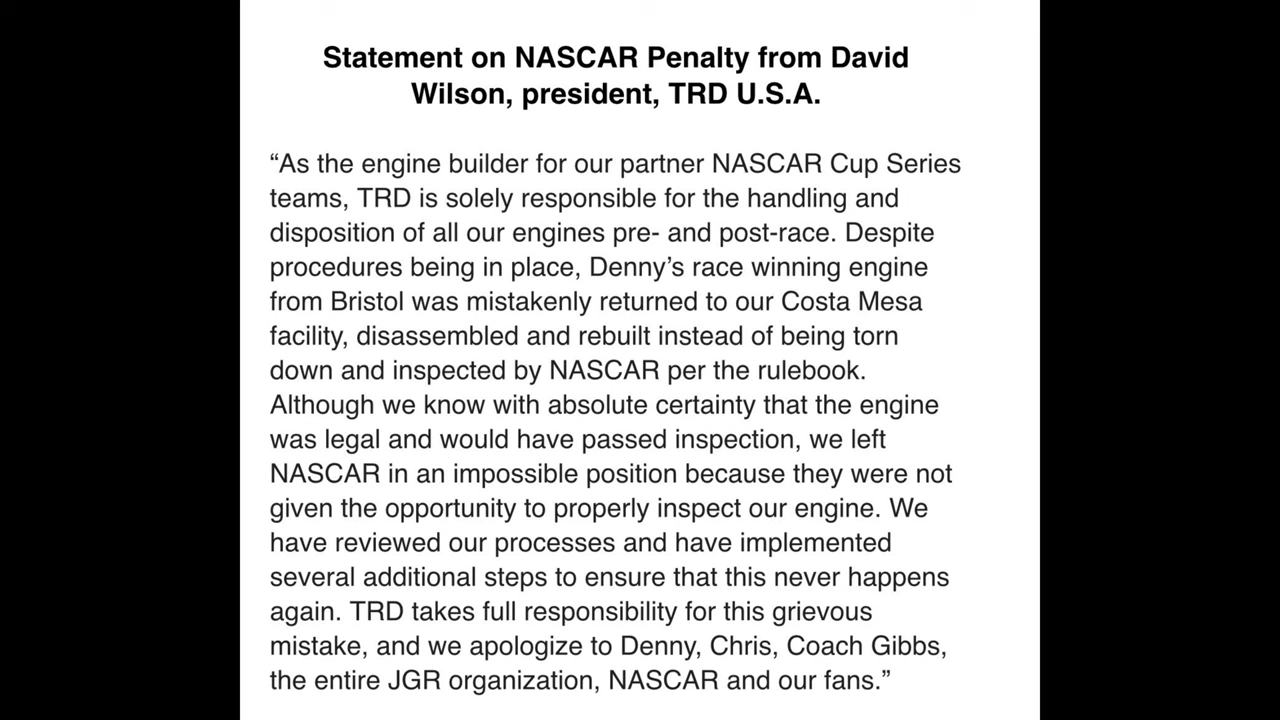 Statement on NASCAR Penalty from David
Wilson, president, TRD U.S.A.
“As the engine builder for our partner NASCAR Cup Series
teams, TRD is solely responsible for the handling and
disposition of all our engines pre- and post-race. Despite
procedures being in place, Denny’s race winning engine
from Bristol was mistakenly returned to our Costa Mesa
facility, disassembled and rebuilt instead of being torn
down and inspected by NASCAR per the rulebook.
Although we know with absolute certainty that the engine
was legal and would have passed inspection, we left
NASCAR in an impossible position because they were not
given the opportunity to properly inspect our engine. We
have reviewed our processes and have implemented
several additional steps to ensure that this never happens
again. TRD takes full responsibility for this grievous
mistake, and we apologize to Denny, Chris, Coach Gibbs,
the entire JGR organization, NASCAR and our fans.”